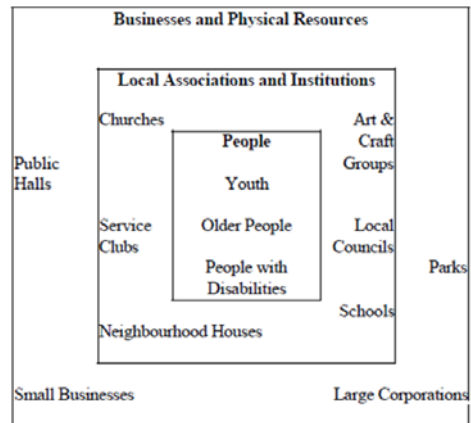 Businesses and Physical Resources
Local Associations and Institutions
Churches
Art &
Craft
Groups
People
Youth
Older People
People with
Disabilities
Public
Halls
Service
Clubs
Local
Councils
Parks
Schools
Neighbourhood Houses
Small Businesses
Large Corporations